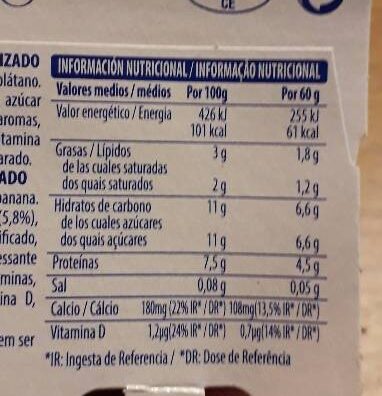 CE
IZADO
plátano.
azúcar
aromas,
tamina
arado.
ADO
banana.
(5,8%),
ificado,
essante
minas,
ina D,
em ser
INFORMACIÓN NUTRICIONAL / INFORMAÇÃO NUTRICIONAL
Valores medios / médios Por 100g Por 60 g
Valor energético / Energia 426 kJ 255 kJ
101 kcal 61 kcal
Grasas / Lípidos 3 g 1,8 g
de las cuales saturadas
dos quais saturados 2 g 1,2 g
Hidratos de carbono 11 g 6,6 g
de los cuales azúcares
dos quais açúcares 11 g 6,6 g
Proteínas 7,5 g 4,5 g
Sal 0,08 g 0,05 g
Calcio / Cálcio 180mg (22% IR* / DR*) 108mg (13,5% IR* / DR*)
Vitamina D 1,2µg (24% IR* / DR*) 0,7µg (14% IR* / DR*)
*IR: Ingesta de Referencia / *DR: Dose de Referência